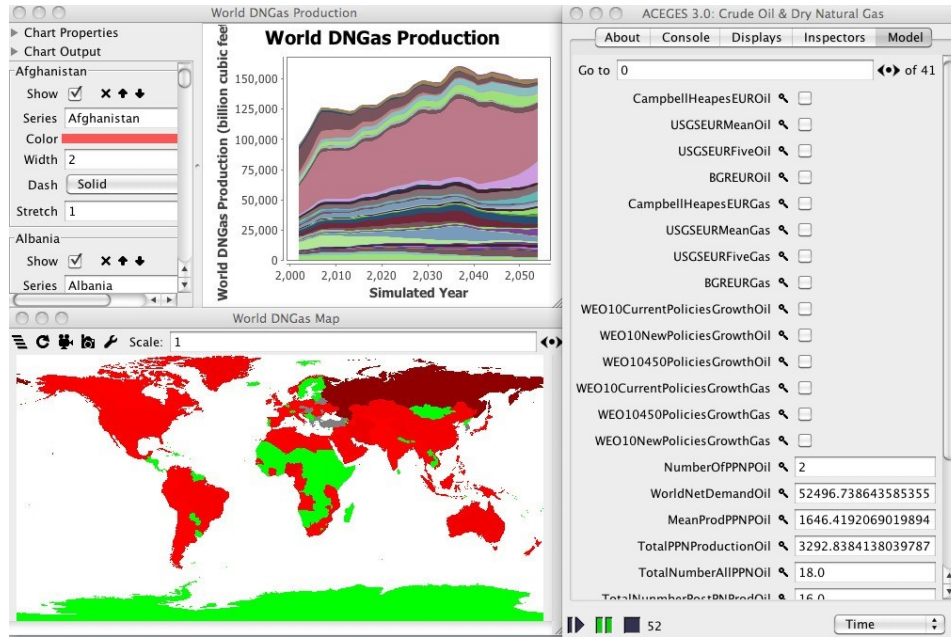 World DNGas Production
Chart Properties
Chart Output
Afghanistan
Show
Series Afghanistan
Color
Width 2
Dash Solid
Stretch 1
Albania
Show
Series Albania
World DNGas Production
World DNGas Production (billion cubic feet
150,000
125,000
100,000
75,000
50,000
25,000
0
2,000 2,010 2,020 2,030 2,040 2,050
Simulated Year
World DNGas Map
Scale: 1
ACEGES 3.0: Crude Oil & Dry Natural Gas
About Console Displays Inspectors Model
Go to 0 of 41
CampbellHeapesEUROil
USGSEURMeanOil
USGSEURFiveOil
BGREUROil
CampbellHeapesEURGas
USGSEURMeanGas
USGSEURFiveGas
BGREURGas
WEO10CurrentPoliciesGrowthOil
WEO10NewPoliciesGrowthOil
WEO10450PoliciesGrowthOil
WEO10CurrentPoliciesGrowthGas
WEO10450PoliciesGrowthGas
WEO10NewPoliciesGrowthGas
NumberOfPPNPOil 2
WorldNetDemandOil 52496.738643585355
MeanProdPPNPOil 1646.4192069019894
TotalPPNProductionOil 3292.8384138039787
TotalNumberAllPPNOil 18.0
TotalNunmberPostPNProdOil 16.0
52 Time